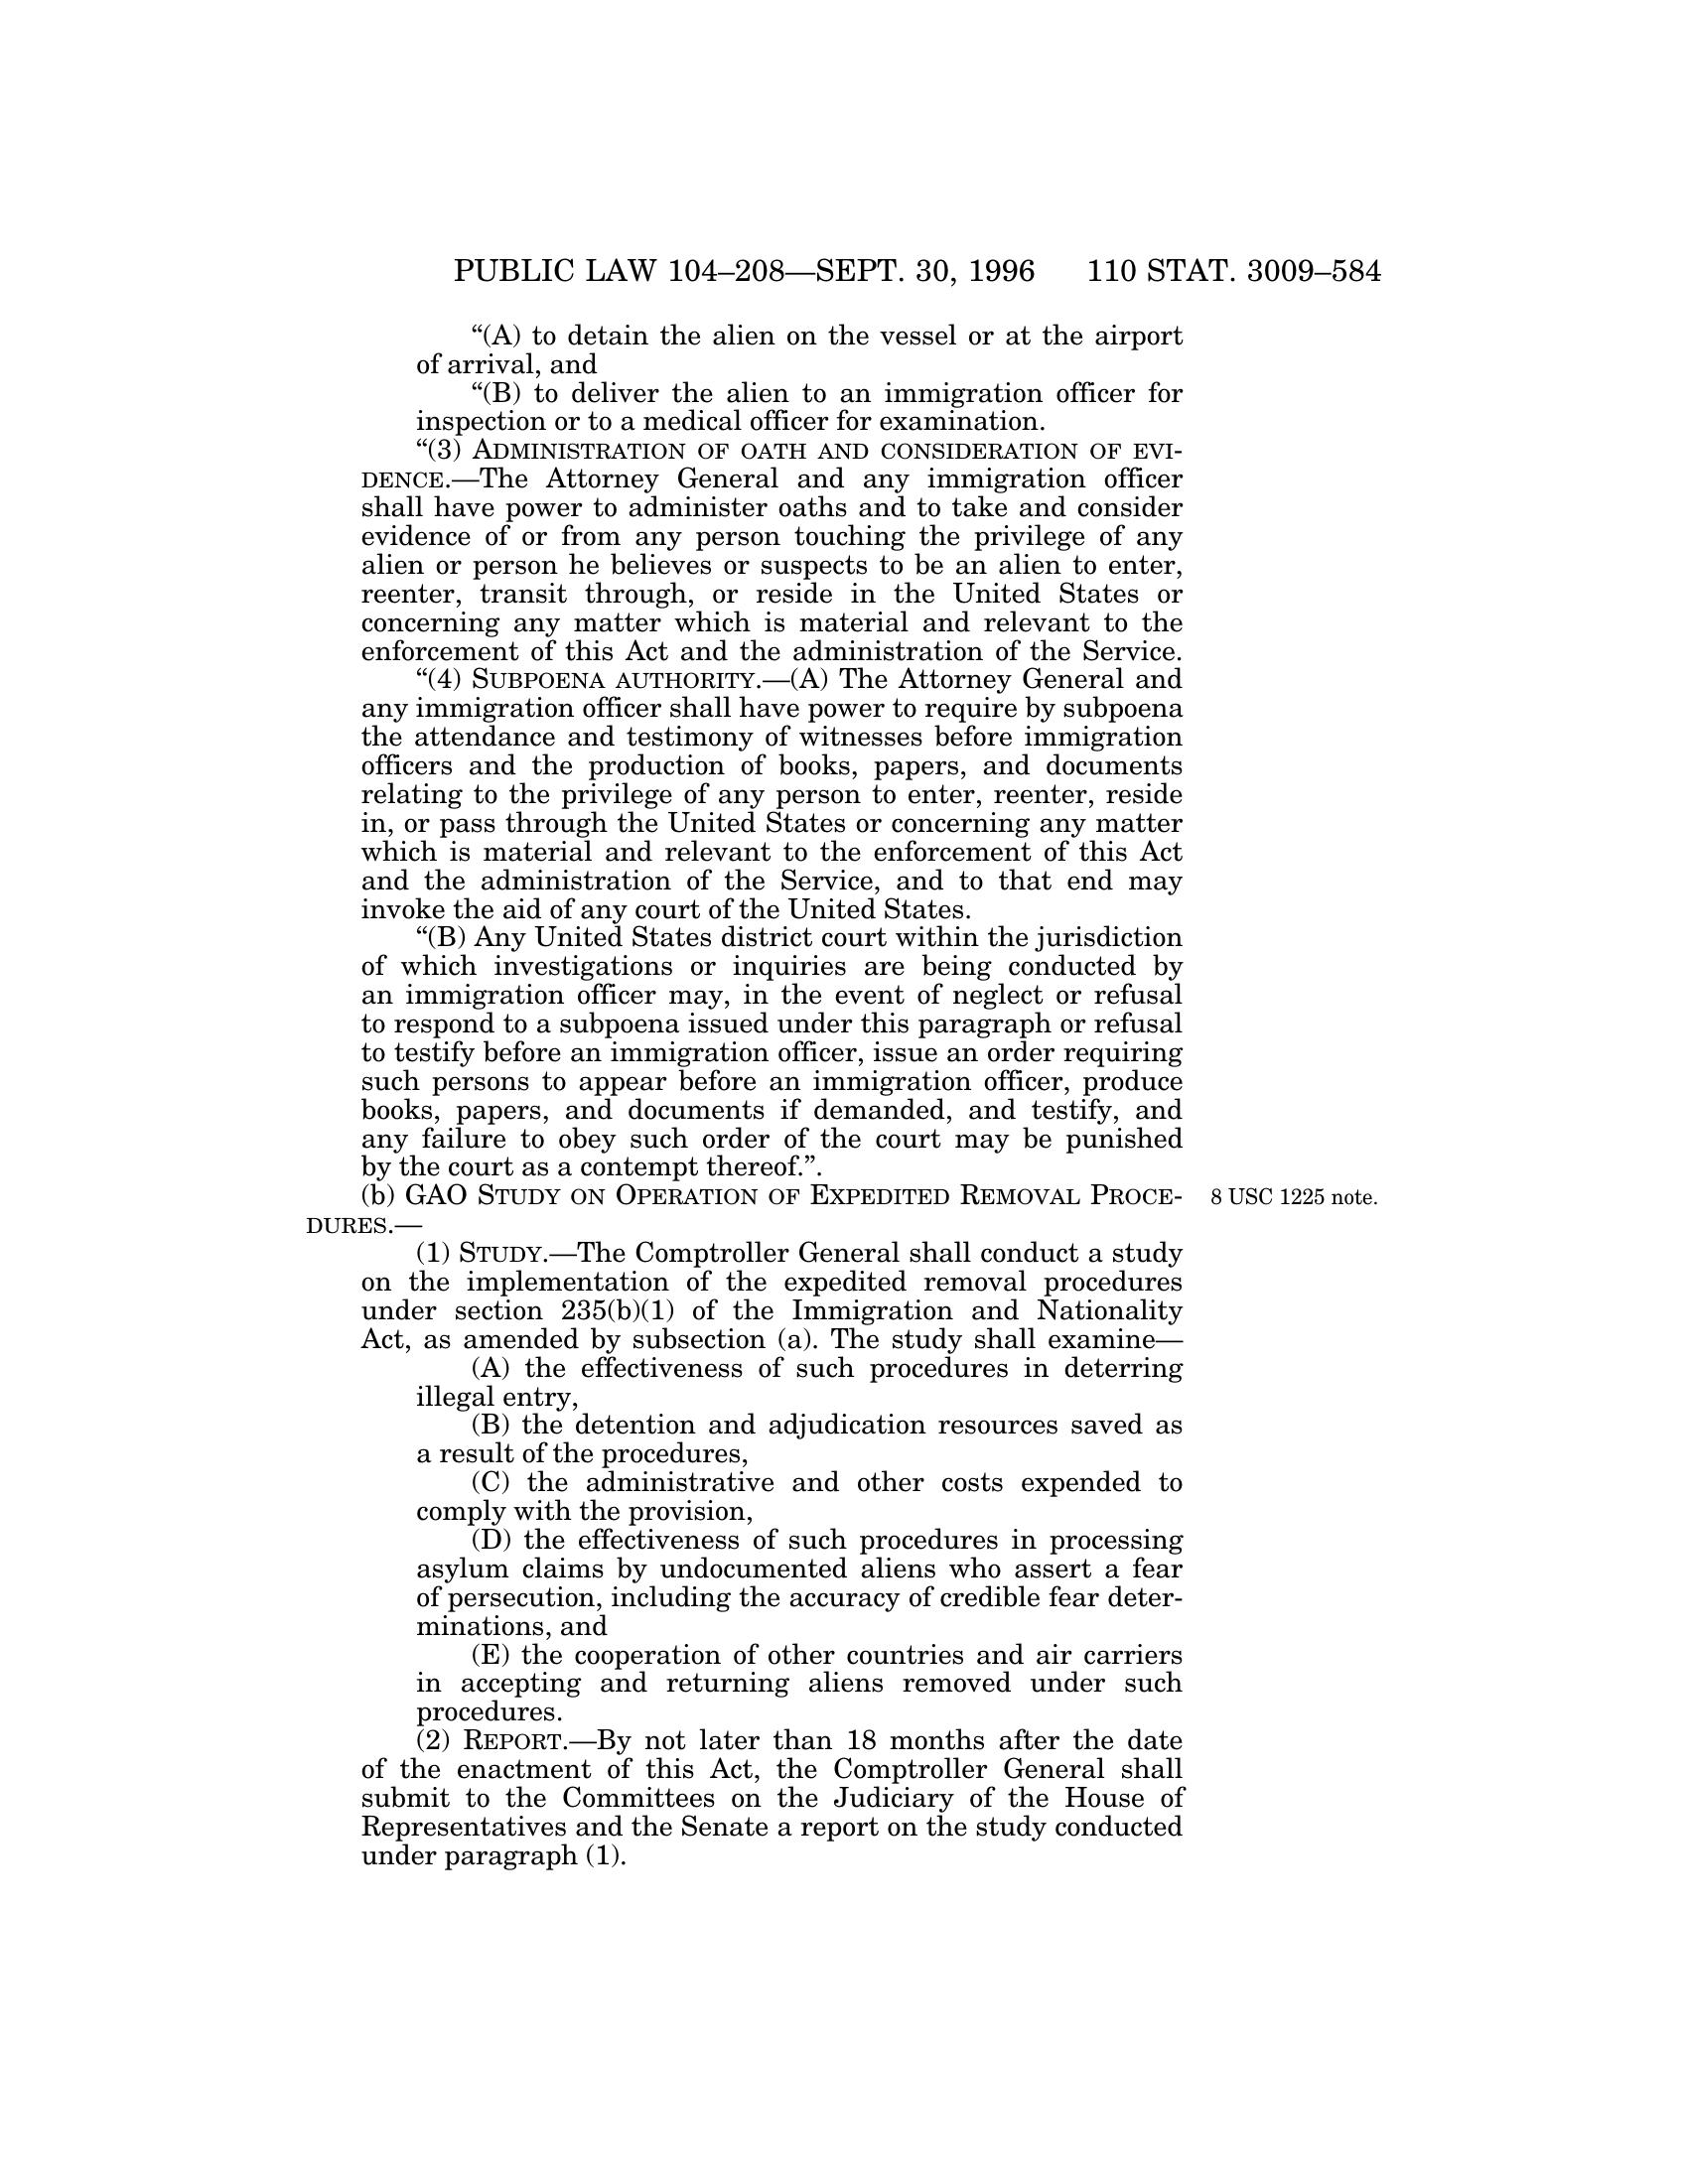 PUBLIC LAW 104–208—SEPT. 30, 1996 110 STAT. 3009–584
“(A) to detain the alien on the vessel or at the airport
of arrival, and
“(B) to deliver the alien to an immigration officer for
inspection or to a medical officer for examination.
“(3) ADMINISTRATION OF OATH AND CONSIDERATION OF EVI-
DENCE.—The Attorney General and any immigration officer
shall have power to administer oaths and to take and consider
evidence of or from any person touching the privilege of any
alien or person he believes or suspects to be an alien to enter,
reenter, transit through, or reside in the United States or
concerning any matter which is material and relevant to the
enforcement of this Act and the administration of the Service.
“(4) SUBPOENA AUTHORITY.—(A) The Attorney General and
any immigration officer shall have power to require by subpoena
the attendance and testimony of witnesses before immigration
officers and the production of books, papers, and documents
relating to the privilege of any person to enter, reenter, reside
in, or pass through the United States or concerning any matter
which is material and relevant to the enforcement of this Act
and the administration of the Service, and to that end may
invoke the aid of any court of the United States.
“(B) Any United States district court within the jurisdiction
of which investigations or inquiries are being conducted by
an immigration officer may, in the event of neglect or refusal
to respond to a subpoena issued under this paragraph or refusal
to testify before an immigration officer, issue an order requiring
such persons to appear before an immigration officer, produce
books, papers, and documents if demanded, and testify, and
any failure to obey such order of the court may be punished
by the court as a contempt thereof.”.
(b) GAO STUDY ON OPERATION OF EXPEDITED REMOVAL PROCE- 8 USC 1225 note.
DURES.—
(1) STUDY.—The Comptroller General shall conduct a study
on the implementation of the expedited removal procedures
under section 235(b)(1) of the Immigration and Nationality
Act, as amended by subsection (a). The study shall examine—
(A) the effectiveness of such procedures in deterring
illegal entry,
(B) the detention and adjudication resources saved as
a result of the procedures,
(C) the administrative and other costs expended to
comply with the provision,
(D) the effectiveness of such procedures in processing
asylum claims by undocumented aliens who assert a fear
of persecution, including the accuracy of credible fear deter-
minations, and
(E) the cooperation of other countries and air carriers
in accepting and returning aliens removed under such
procedures.
(2) REPORT.—By not later than 18 months after the date
of the enactment of this Act, the Comptroller General shall
submit to the Committees on the Judiciary of the House of
Representatives and the Senate a report on the study conducted
under paragraph (1).